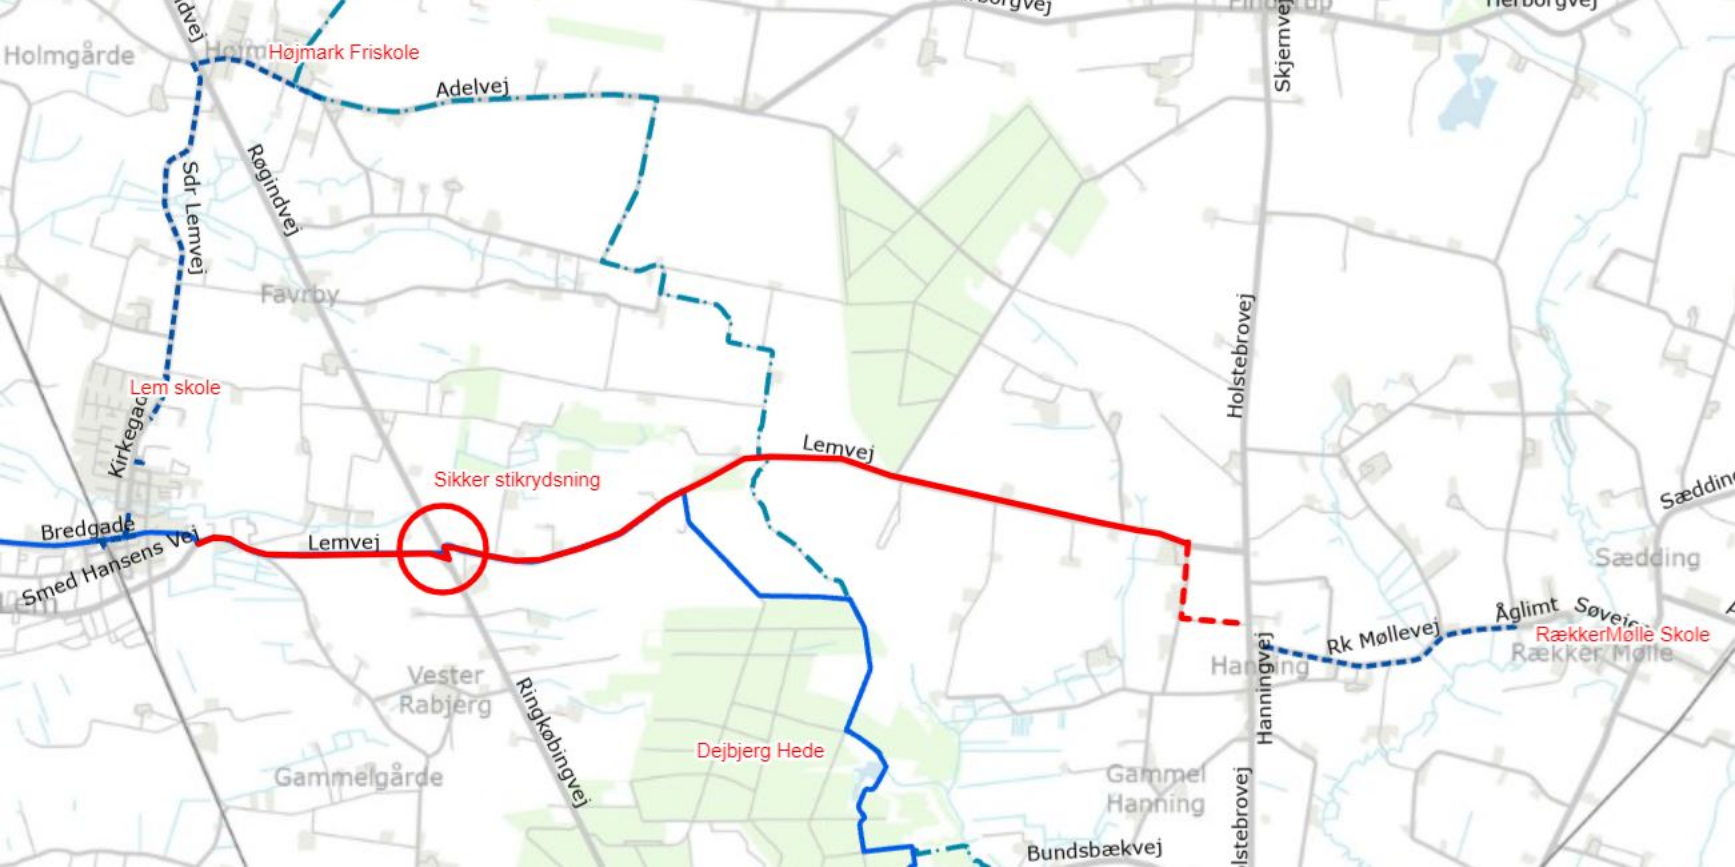 Herborgvej
Holmgårde
Højmark Friskole
Adelvej
Skjernvej
Røgindvej
Sdr Lemvej
Favrby
Holstebrovej
Lem skole
Lemvej
Sikker stikrydsning
Bredgade
Smed Hansens Vej
Lemvej
Lem
Sædding
Åglimt
Rk Møllevej
RækkerMølle Skole
Rækker Mølle
Hanning
Hanningvej
Vester
Rabjerg
Ringkøbingvej
Dejbjerg Hede
Gammelgårde
Gammel
Hanning
Bundsbækvej